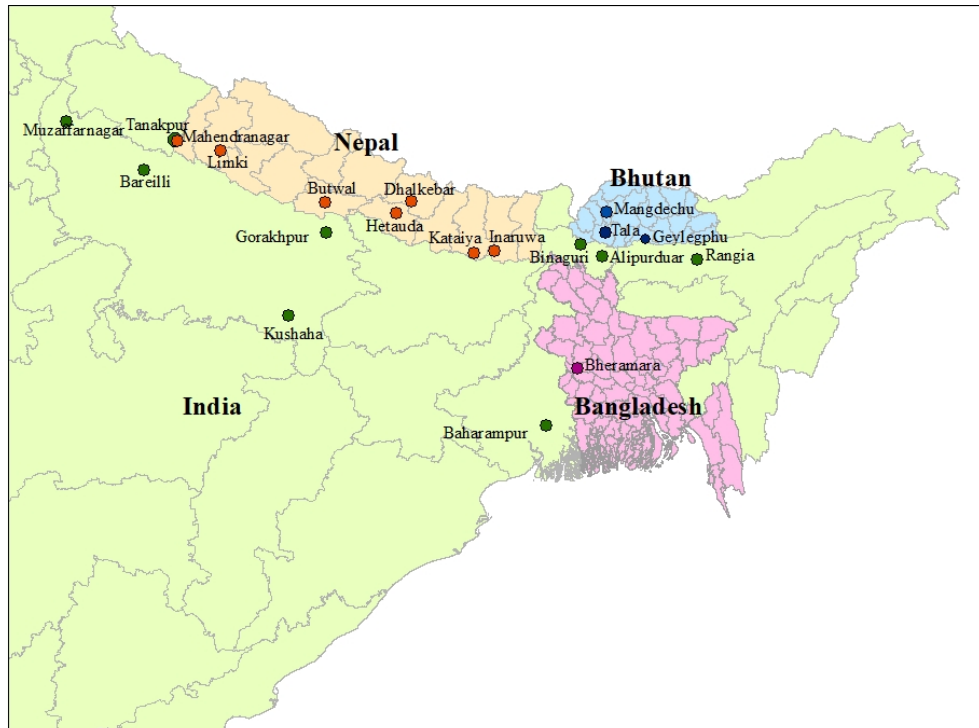 Muzaffarnagar
Tanakpur
Mahendranagar
Nepal
Limki
Bareilli
Bhutan
Butwal
Dhalkebar
Mangdechu
Hetauda
Tala
Gorakhpur
Kataiya
Inaruwa
Geylegphu
Binaguri
Alipurduar
Rangia
Kushaha
Bheramara
India
Bangladesh
Baharampur